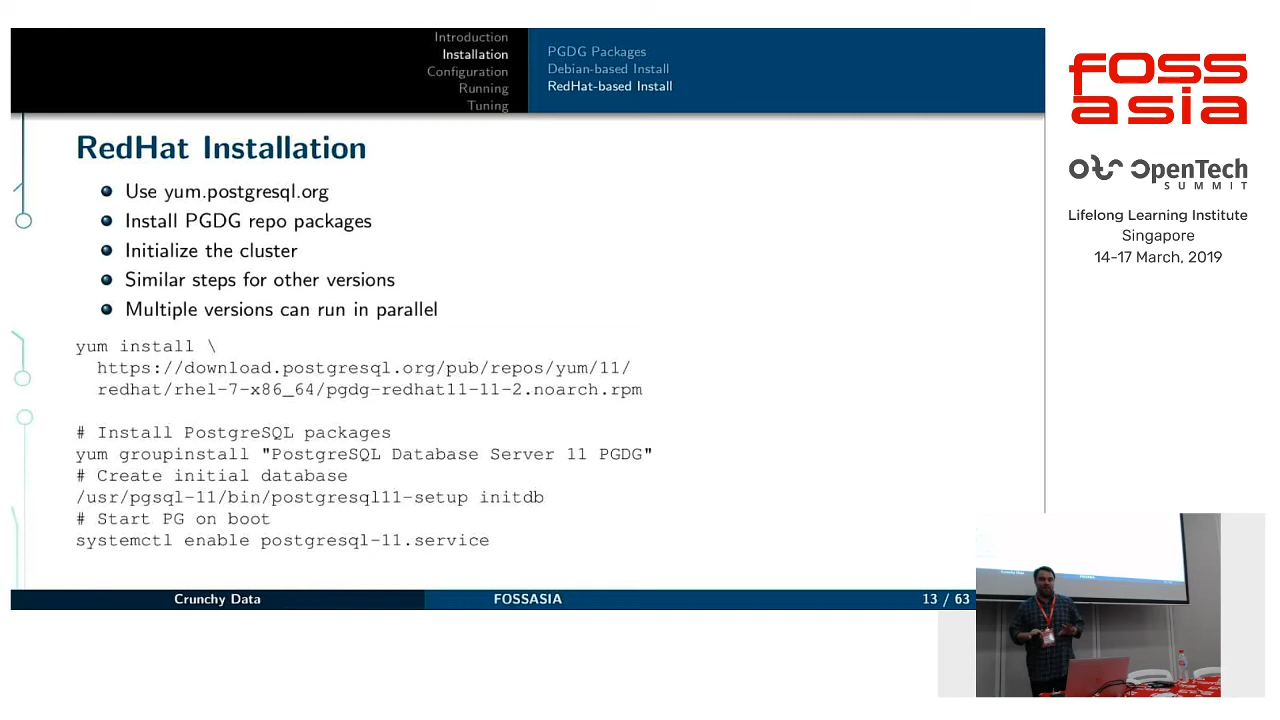 Introduction
Installation
Configuration
Running
Tuning
PGDG Packages
Debian-based Install
RedHat-based Install
RedHat Installation
Use yum.postgresql.org
Install PGDG repo packages
Initialize the cluster
Similar steps for other versions
Multiple versions can run in parallel
yum install \
https://download.postgresql.org/pub/repos/yum/11/
redhat/rhel-7-x86_64/pgdg-redhat11-11-2.noarch.rpm
# Install PostgreSQL packages
yum groupinstall "PostgreSQL Database Server 11 PGDG"
# Create initial database
/usr/pgsql-11/bin/postgresql11-setup initdb
# Start PG on boot
systemctl enable postgresql-11.service
Crunchy Data
FOSSASIA
13 / 63
FOSS
ASIA
OpenTech
SUMMIT
Lifelong Learning Institute
Singapore
14-17 March, 2019